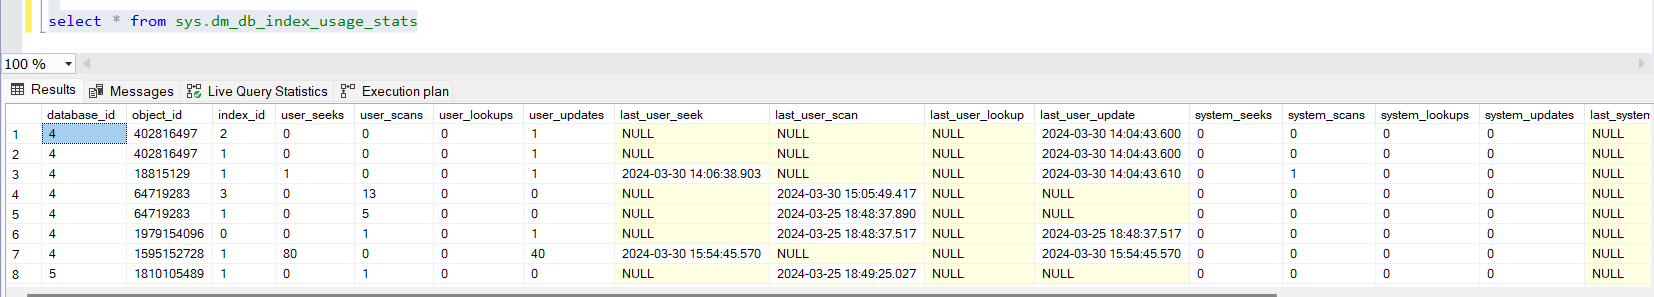 select * from sys.dm_db_index_usage_stats
100 %
Results Messages Live Query Statistics Execution plan
database_id object_id index_id user_seeks user_scans user_lookups user_updates last_user_seek last_user_scan last_user_lookup last_user_update system_seeks system_scans system_lookups system_updates last_system
1 4 402816497 2 0 0 0 1 NULL NULL NULL 2024-03-30 14:04:43.600 0 0 0 0 NULL
2 4 402816497 1 0 0 0 1 NULL NULL NULL 2024-03-30 14:04:43.600 0 0 0 0 NULL
3 4 18815129 1 1 0 0 1 2024-03-30 14:06:38.903 NULL NULL 2024-03-30 14:04:43.610 0 1 0 0 NULL
4 4 64719283 3 0 13 0 0 NULL 2024-03-30 15:05:49.417 NULL NULL 0 0 0 0 NULL
5 4 64719283 1 0 5 0 0 NULL 2024-03-25 18:48:37.890 NULL NULL 0 0 0 0 NULL
6 4 1979154096 0 0 1 0 1 NULL 2024-03-25 18:48:37.517 NULL 2024-03-25 18:48:37.517 0 0 0 0 NULL
7 4 1595152728 1 80 0 0 40 2024-03-30 15:54:45.570 NULL NULL 2024-03-30 15:54:45.570 0 0 0 0 NULL
8 5 1810105489 1 0 1 0 0 NULL 2024-03-25 18:49:25.027 NULL NULL 0 0 0 0 NULL